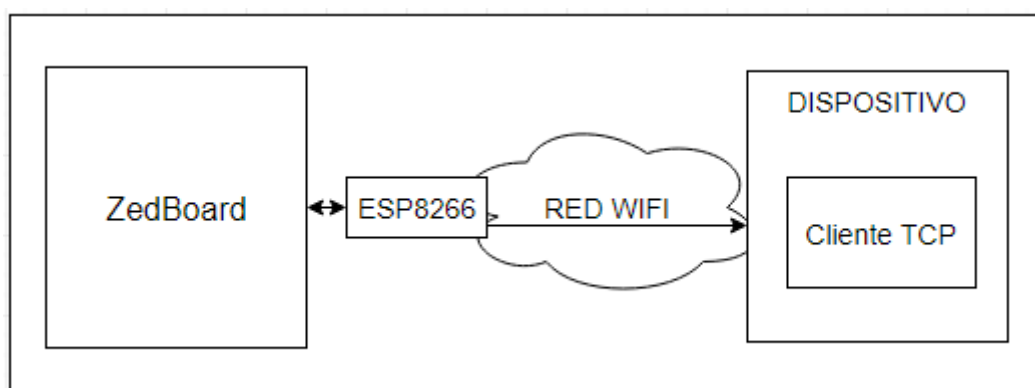 DISPOSITIVO
ZedBoard
ESP8266
RED WIFI
Cliente TCP